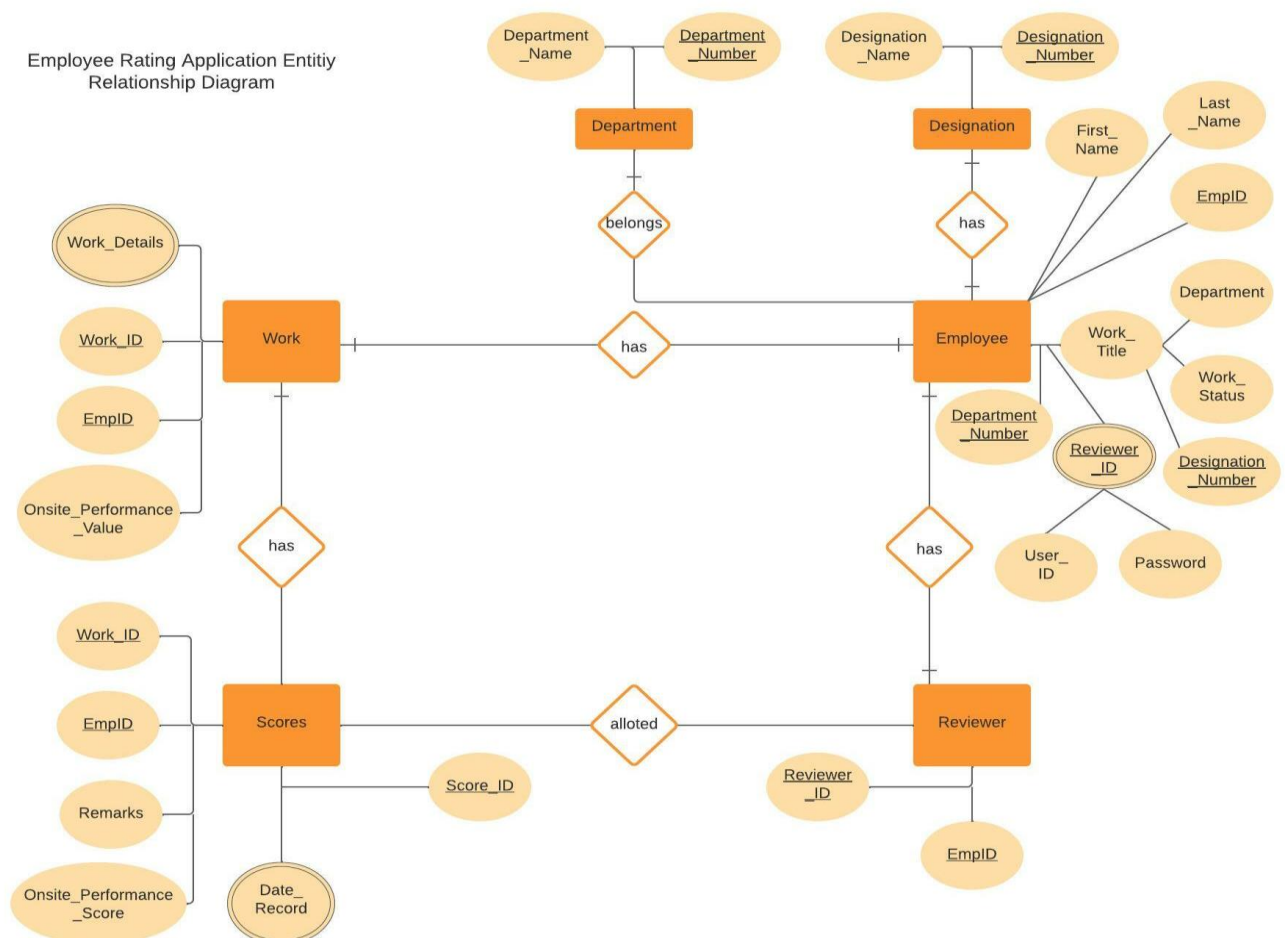 Employee Rating Application Entitiy
Relationship Diagram
Department
_Name
Department
_Number
Designation
_Name
Designation
_Number
Department
Designation
First_
Name
Last
_Name
EmpID
belongs
has
Work_Details
Work_ID
EmpID
Onsite_Performance
_Value
Work
has
Employee
Work_
Title
Department
Work_
Status
Designation
_Number
Department
_Number
Reviewer
_ID
User_
ID
Password
has
has
Work_ID
EmpID
Remarks
Onsite_Performance
_Score
Scores
alloted
Reviewer
Score_ID
Date_
Record
Reviewer
_ID
EmpID